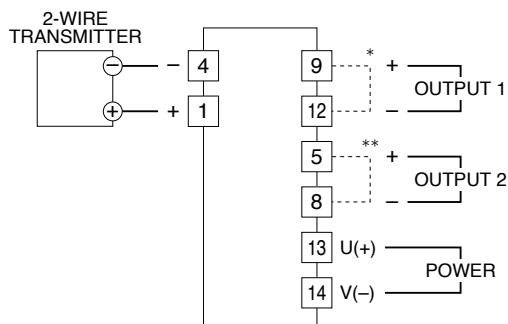 2-WIRE
TRANSMITTER
− − 4
+ + 1
9 * +
OUTPUT 1
12 −
5 ** +
OUTPUT 2
8 −
13 U(+)
POWER
14 V(−)